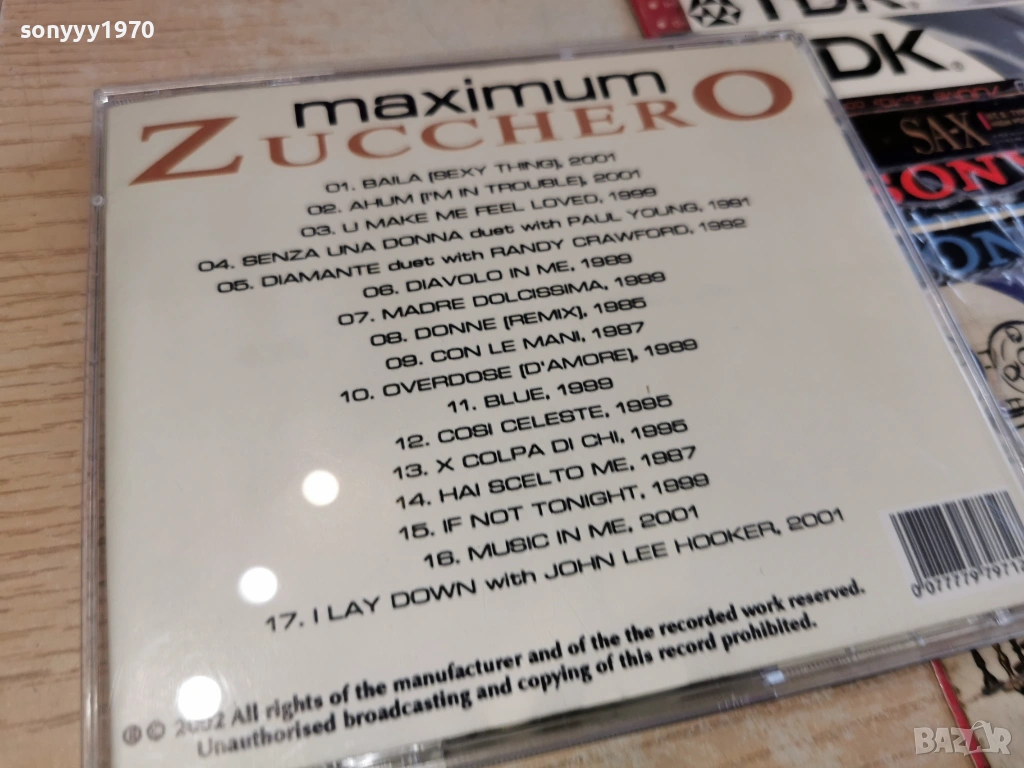 sonyyy1970
TDK
TDK
SA-X
SONY
maximum
ZUCCHERO
01. BAILA (SEXY THING), 2001
02. AHUM (I'M IN TROUBLE), 2001
03. U MAKE ME FEEL LOVED, 1999
04. SENZA UNA DONNA duet with PAUL YOUNG, 1991
05. DIAMANTE duet with RANDY CRAWFORD, 1992
06. DIAVOLO IN ME, 1989
07. MADRE DOLCISSIMA, 1989
08. DONNE (REMIX), 1985
09. CON LE MANI, 1987
10. OVERDOSE (D'AMORE), 1989
11. BLUE, 1999
12. COSI CELESTE, 1995
13. X COLPA DI CHI, 1995
14. HAI SCELTO ME, 1987
15. IF NOT TONIGHT, 1999
16. MUSIC IN ME, 2001
17. I LAY DOWN with JOHN LEE HOOKER, 2001
℗ © 2002 All rights of the manufacturer and of the the recorded work reserved.
Unauthorised broadcasting and copying of this record prohibited.
BAZAR